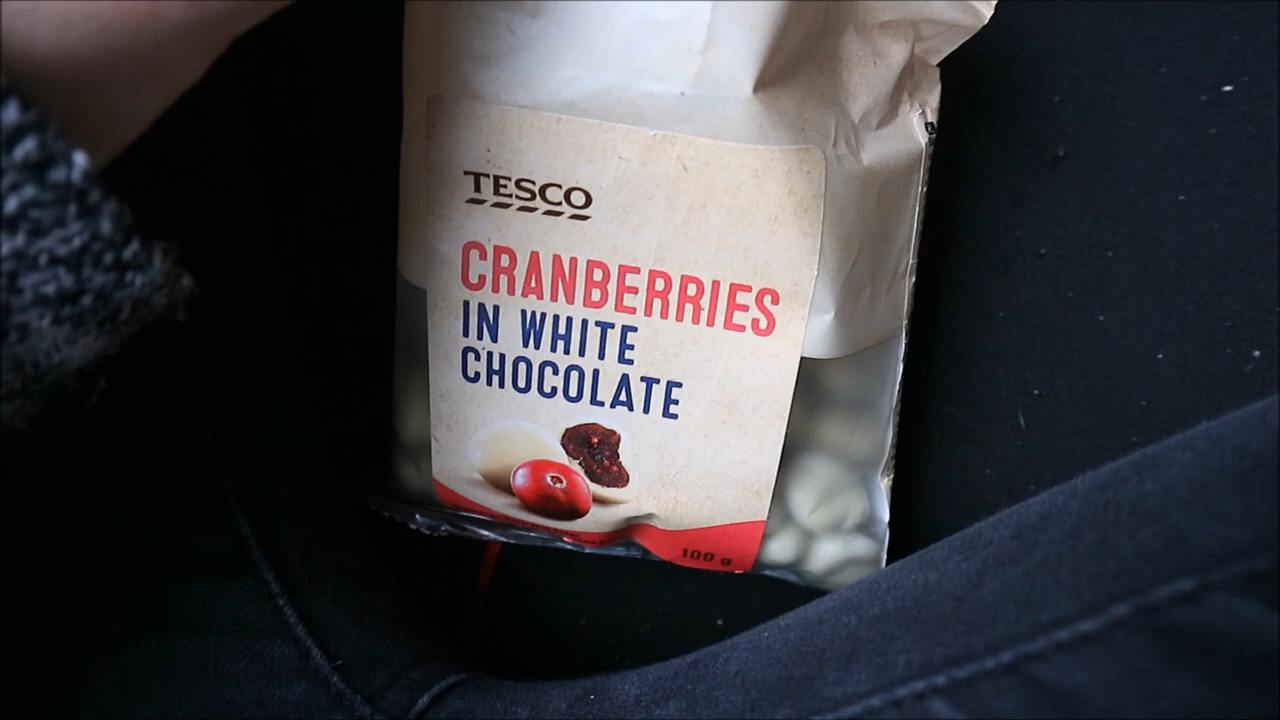 TESCO
CRANBERRIES
IN WHITE
CHOCOLATE
100 g